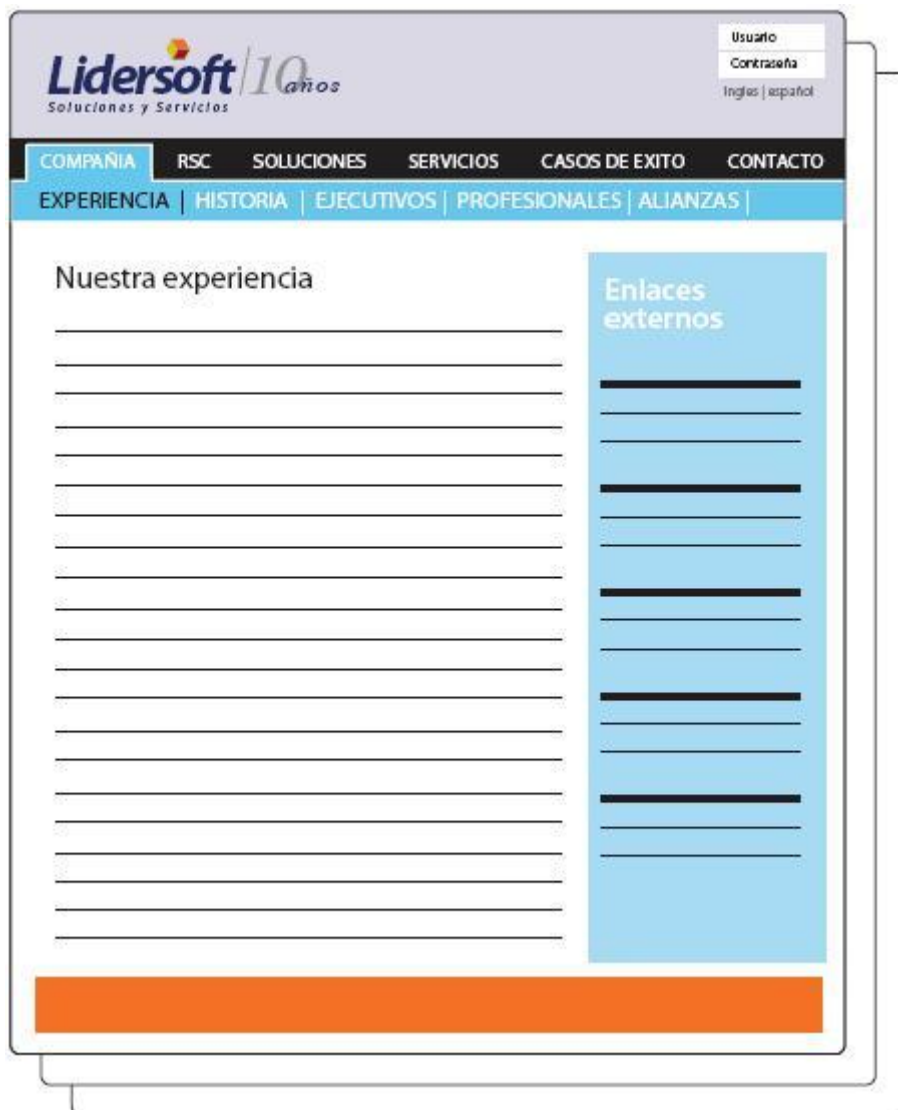 Lidersoft 10 años
Soluciones y Servicios
Usuario
Contraseña
Ingles | español
COMPAÑIA RSC SOLUCIONES SERVICIOS CASOS DE EXITO CONTACTO
EXPERIENCIA | HISTORIA | EJECUTIVOS | PROFESIONALES | ALIANZAS |
Nuestra experiencia
Enlaces
externos